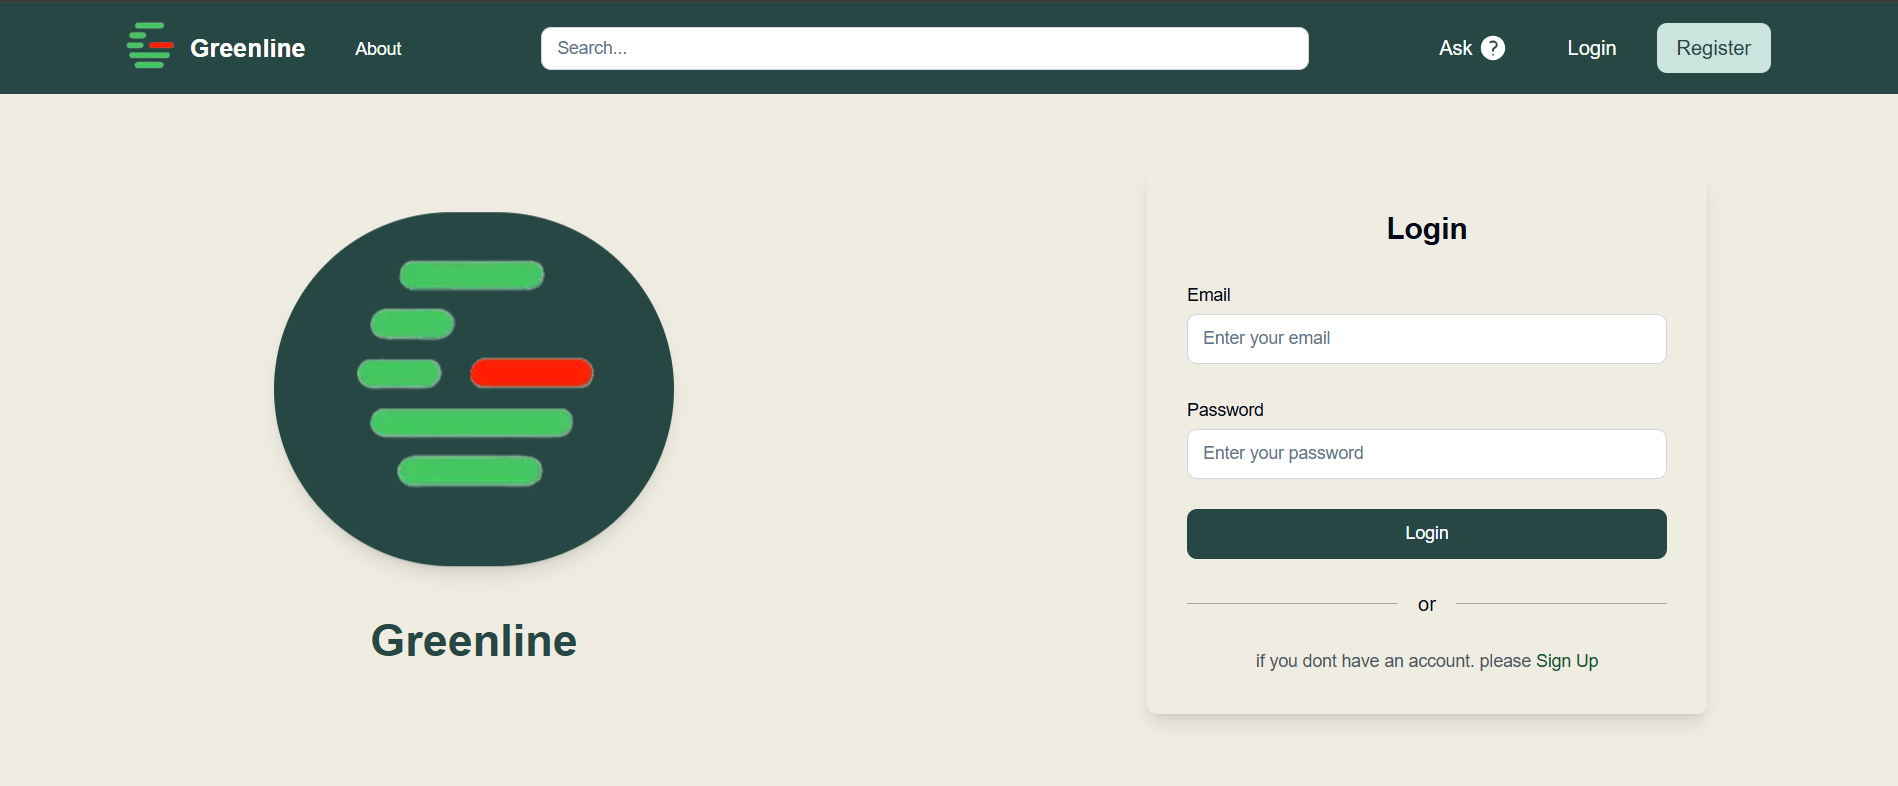 Greenline About Search... Ask ? Login Register
Greenline
Login
Email
Enter your email
Password
Enter your password
Login
or
if you dont have an account. please Sign Up